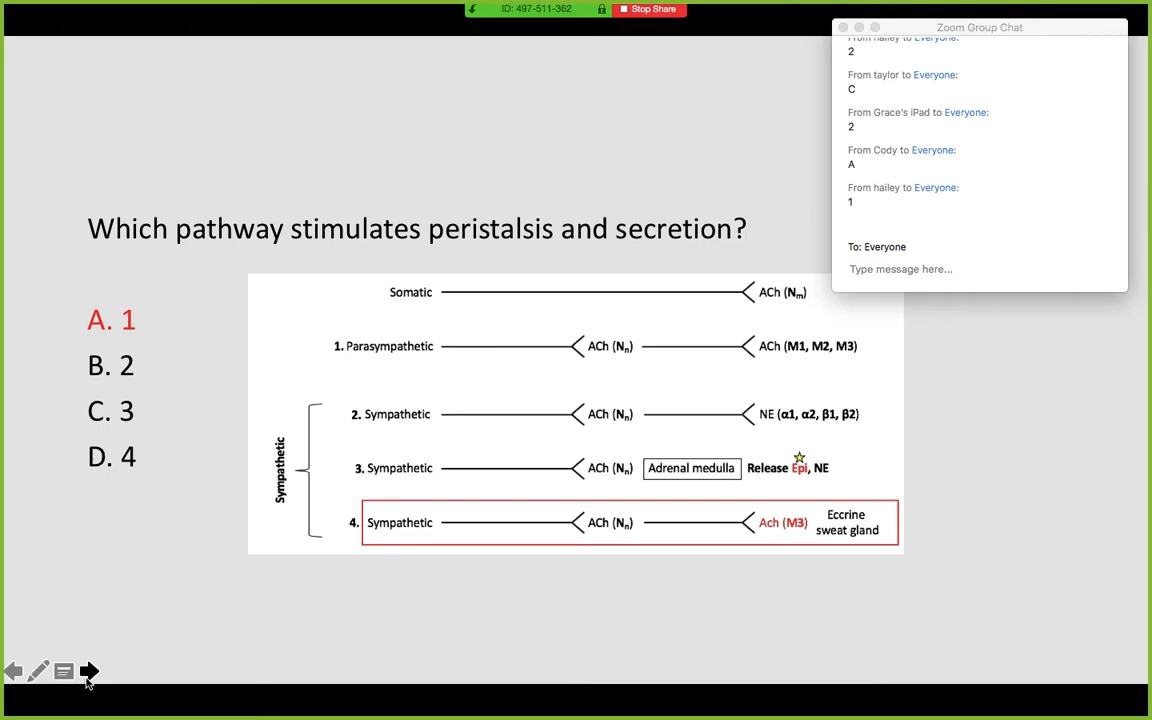 ID: 497-511-362
Stop Share
Zoom Group Chat
From hailey to Everyone:
2
From taylor to Everyone:
C
From Grace's iPad to Everyone:
2
From Cody to Everyone:
A
From hailey to Everyone:
1
To: Everyone
Type message here...
Which pathway stimulates peristalsis and secretion?
A. 1
B. 2
C. 3
D. 4
Somatic ACh (Nm)
1. Parasympathetic ACh (Nn) ACh (M1, M2, M3)
Sympathetic
2. Sympathetic ACh (Nn) NE (α1, α2, β1, β2)
3. Sympathetic ACh (Nn) Adrenal medulla Release Epi, NE
4. Sympathetic ACh (Nn) Ach (M3) Eccrine
sweat gland